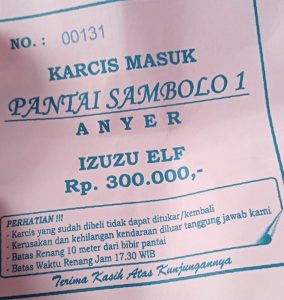 NO. : 00131
KARCIS MASUK
PANTAI SAMBOLO 1
ANYER
IZUZU ELF
Rp. 300.000,-
PERHATIAN !!!
- Karcis yang sudah dibeli tidak dapat ditukar/kembali
- Kerusakan dan kehilangan kendaraan diluar tanggung jawab kami
- Batas Renang 10 meter dari bibir pantai
- Batas Waktu Renang Jam 17.30 WIB
Terima Kasih Atas Kunjungannya